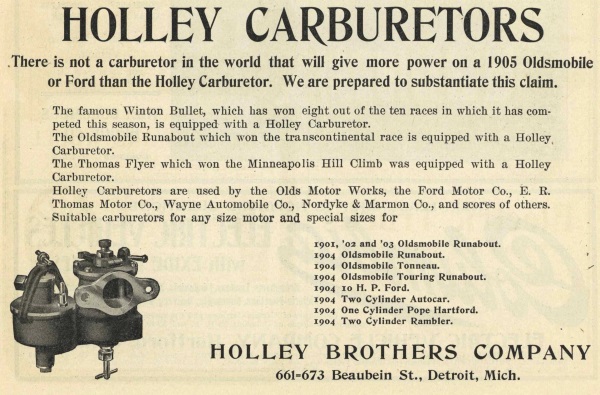 HOLLEY CARBURETORS
There is not a carburetor in the world that will give more power on a 1905 Oldsmobile
or Ford than the Holley Carburetor. We are prepared to substantiate this claim.
The famous Winton Bullet, which has won eight out of the ten races in which it has com-
peted this season, is equipped with a Holley Carburetor.
The Oldsmobile Runabout which won the transcontinental race is equipped with a Holley
Carburetor.
The Thomas Flyer which won the Minneapolis Hill Climb was equipped with a Holley
Carburetor.
Holley Carburetors are used by the Olds Motor Works, the Ford Motor Co., E. R.
Thomas Motor Co., Wayne Automobile Co., Nordyke & Marmon Co., and scores of others.
Suitable carburetors for any size motor and special sizes for
1901, '02 and '03 Oldsmobile Runabout.
1904 Oldsmobile Runabout.
1904 Oldsmobile Tonneau.
1904 Oldsmobile Touring Runabout.
1904 10 H. P. Ford.
1904 Two Cylinder Autocar.
1904 One Cylinder Pope Hartford.
1904 Two Cylinder Rambler.
HOLLEY BROTHERS COMPANY
661=673 Beaubein St., Detroit, Mich.